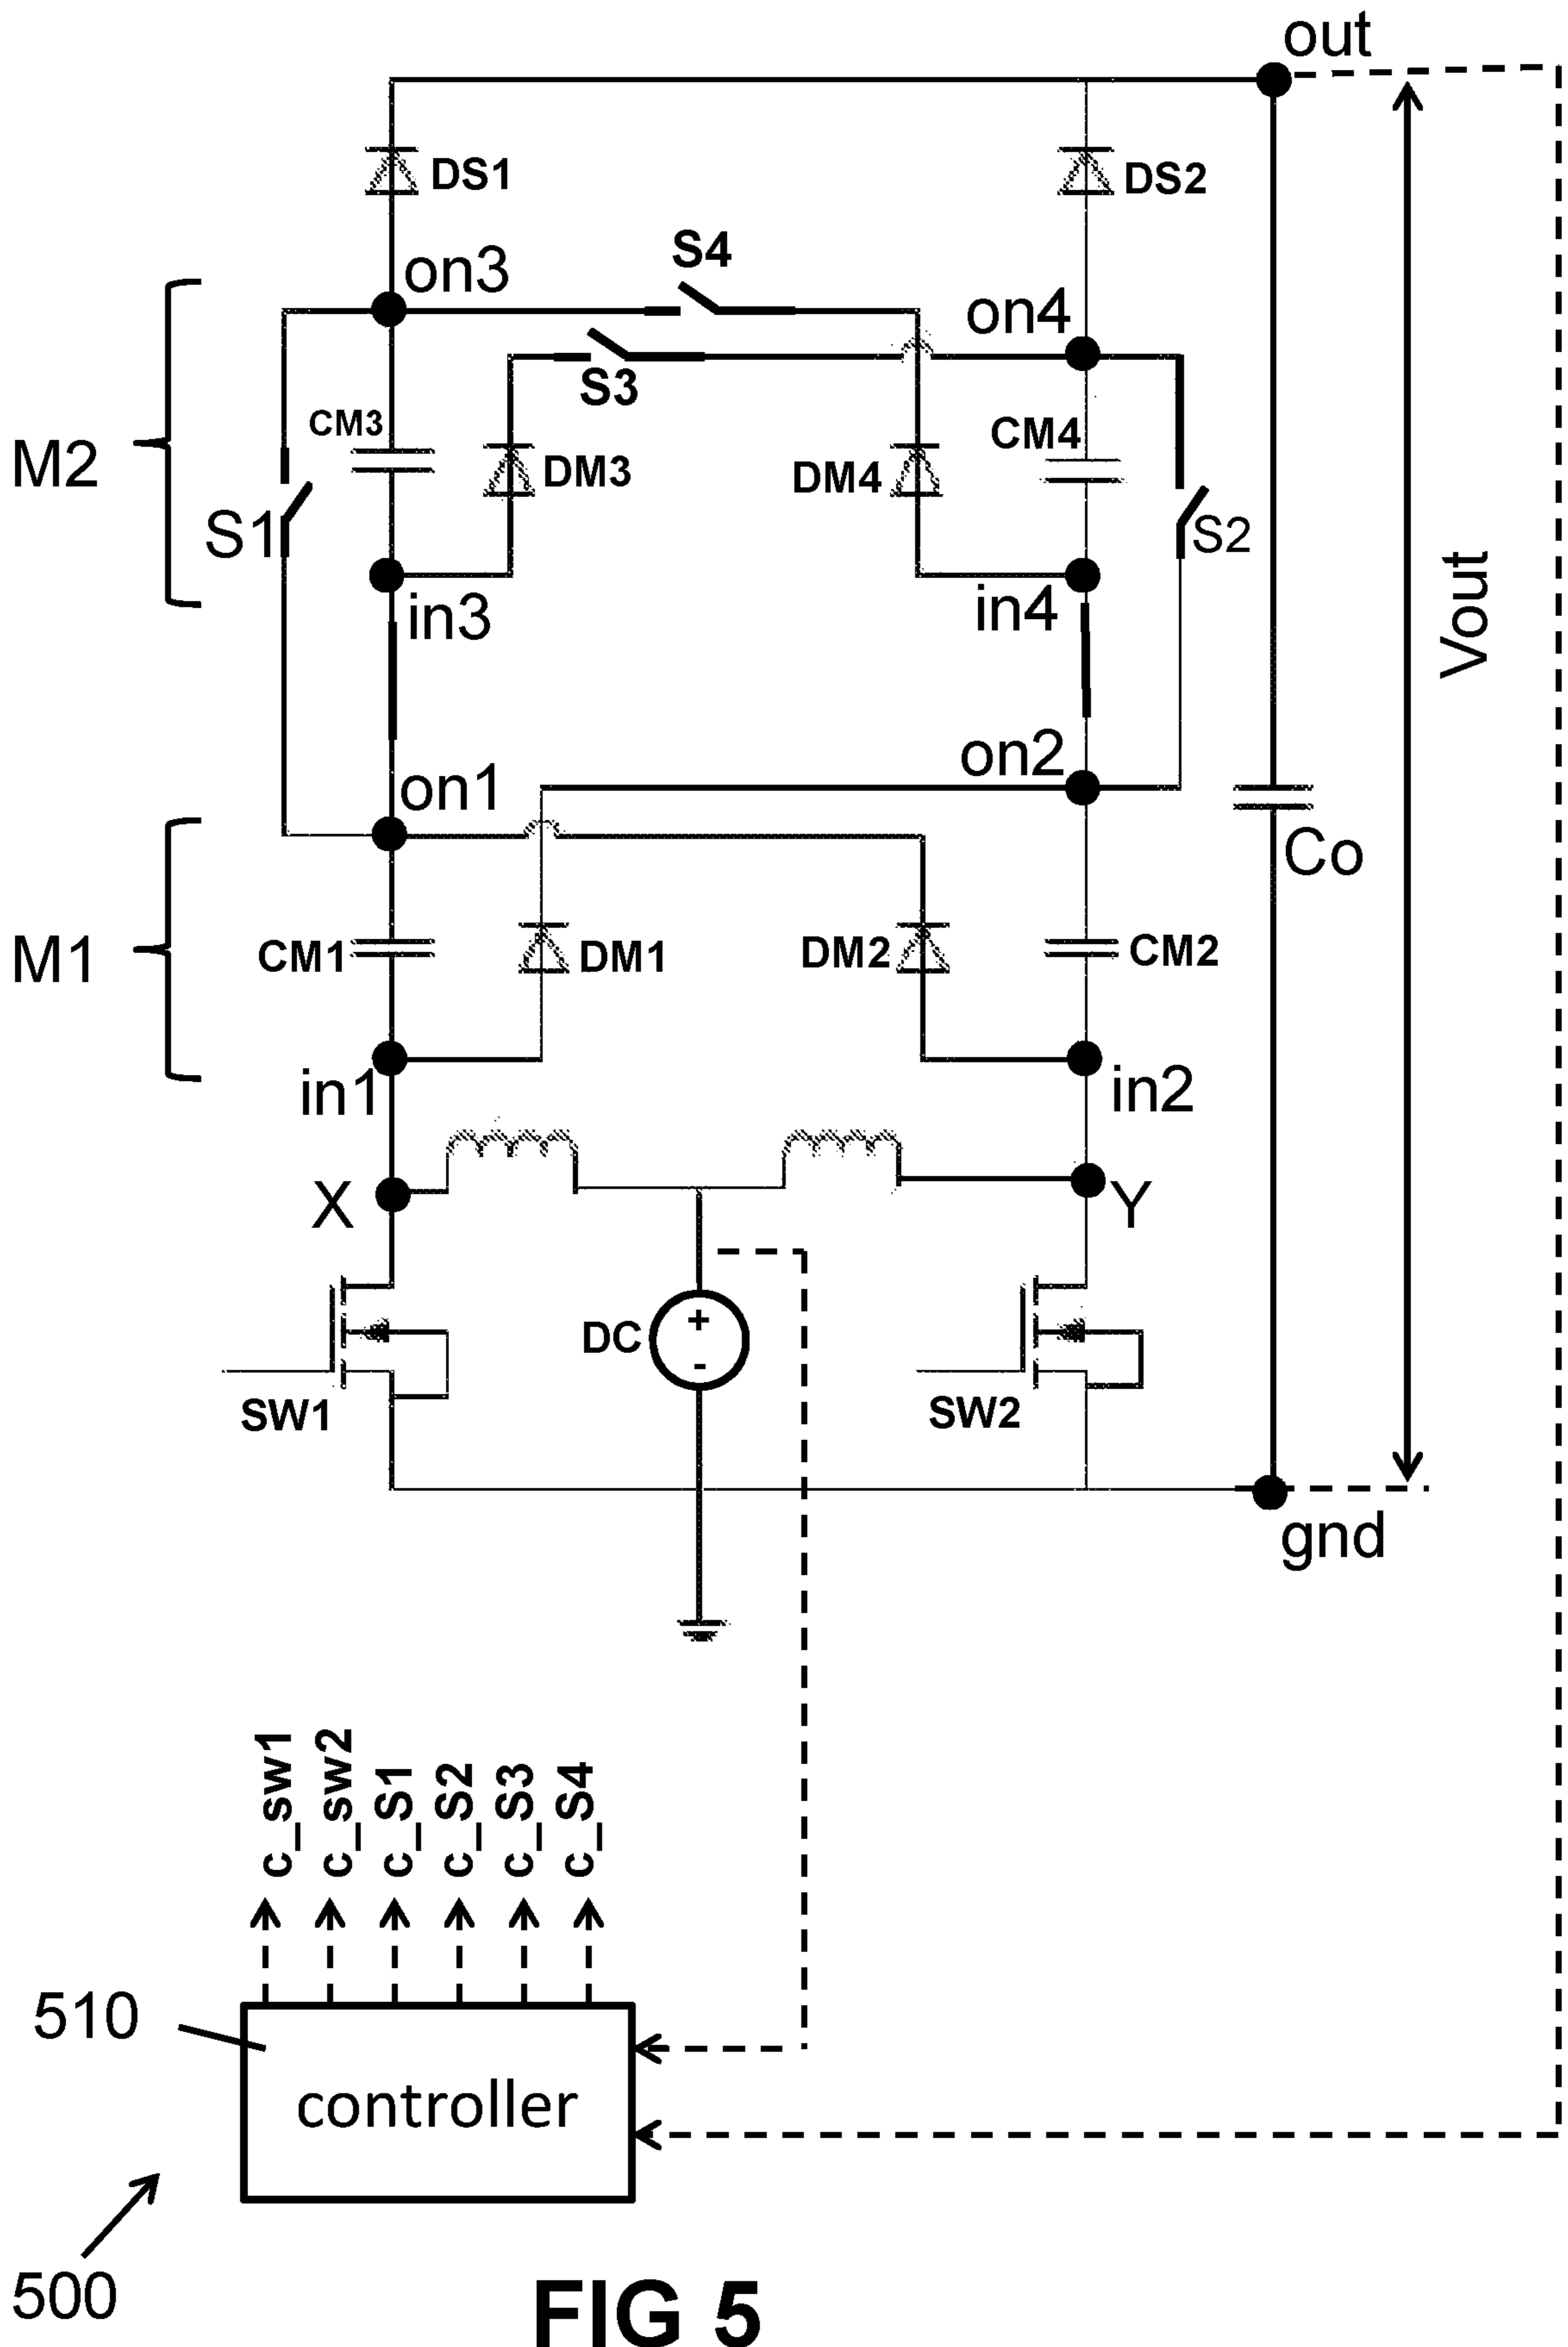 out
DS1
DS2
S4
on3
on4
S3
CM3
CM4
M2
DM3
DM4
S1
S2
in3
in4
Vout
on2
on1
Co
M1
CM1
DM1
DM2
CM2
in1
in2
X
Y
+
DC
-
SW1
SW2
gnd
c_sw1
c_sw2
c_S1
c_S2
c_S3
c_S4
510
controller
500
FIG 5